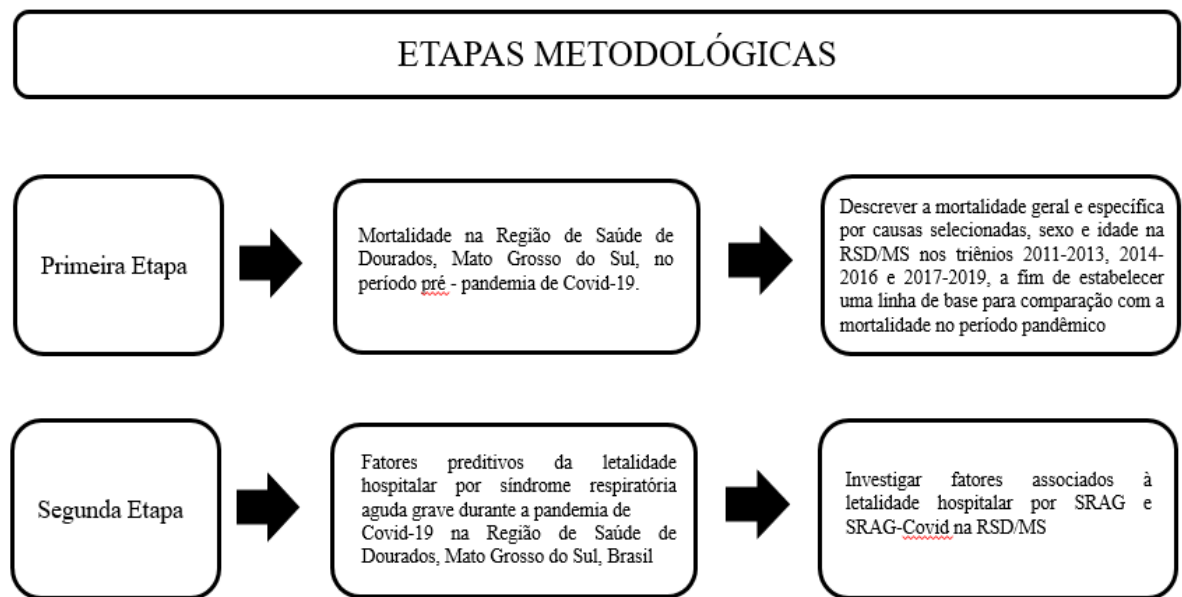 ETAPAS METODOLÓGICAS
Primeira Etapa
Mortalidade na Região de Saúde de
Dourados, Mato Grosso do Sul, no
período pré - pandemia de Covid-19.
Descrever a mortalidade geral e específica
por causas selecionadas, sexo e idade na
RSD/MS nos triênios 2011-2013, 2014-
2016 e 2017-2019, a fim de estabelecer
uma linha de base para comparação com a
mortalidade no período pandêmico
Segunda Etapa
Fatores preditivos da letalidade
hospitalar por síndrome respiratória
aguda grave durante a pandemia de
Covid-19 na Região de Saúde de
Dourados, Mato Grosso do Sul, Brasil
Investigar fatores associados à
letalidade hospitalar por SRAG e
SRAG-Covid na RSD/MS